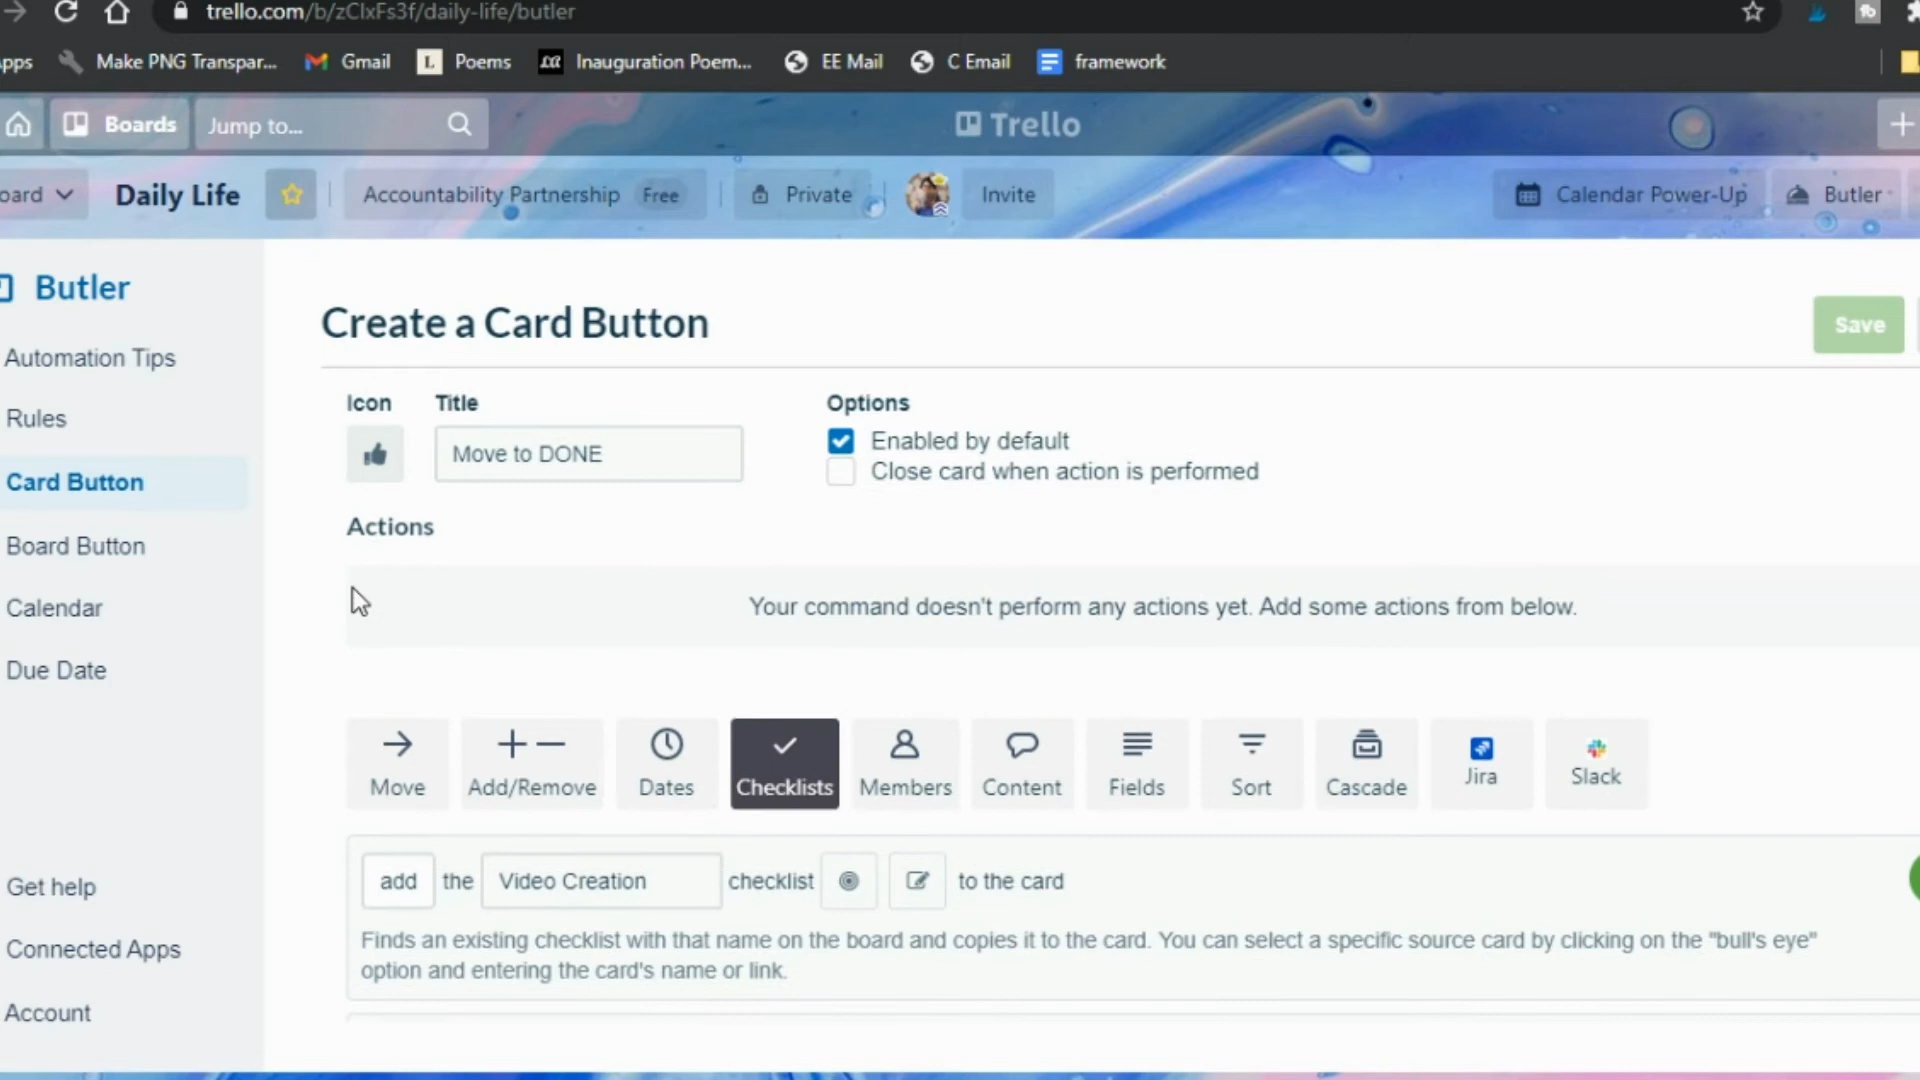 trello.com/b/zClxFs3f/daily-life/butler
pps Make PNG Transpar... Gmail L Poems Inauguration Poem... EE Mail C Email framework
Boards Jump to... Trello
oard Daily Life Accountability Partnership Free Private Invite Calendar Power-Up Butler
Butler
Automation Tips
Rules
Card Button
Board Button
Calendar
Due Date
Get help
Connected Apps
Account
Create a Card Button
Save
Icon Title Options
Move to DONE
Enabled by default
Close card when action is performed
Actions
Your command doesn't perform any actions yet. Add some actions from below.
Move Add/Remove Dates Checklists Members Content Fields Sort Cascade Jira Slack
add the Video Creation checklist to the card
Finds an existing checklist with that name on the board and copies it to the card. You can select a specific source card by clicking on the "bull's eye"
option and entering the card's name or link.